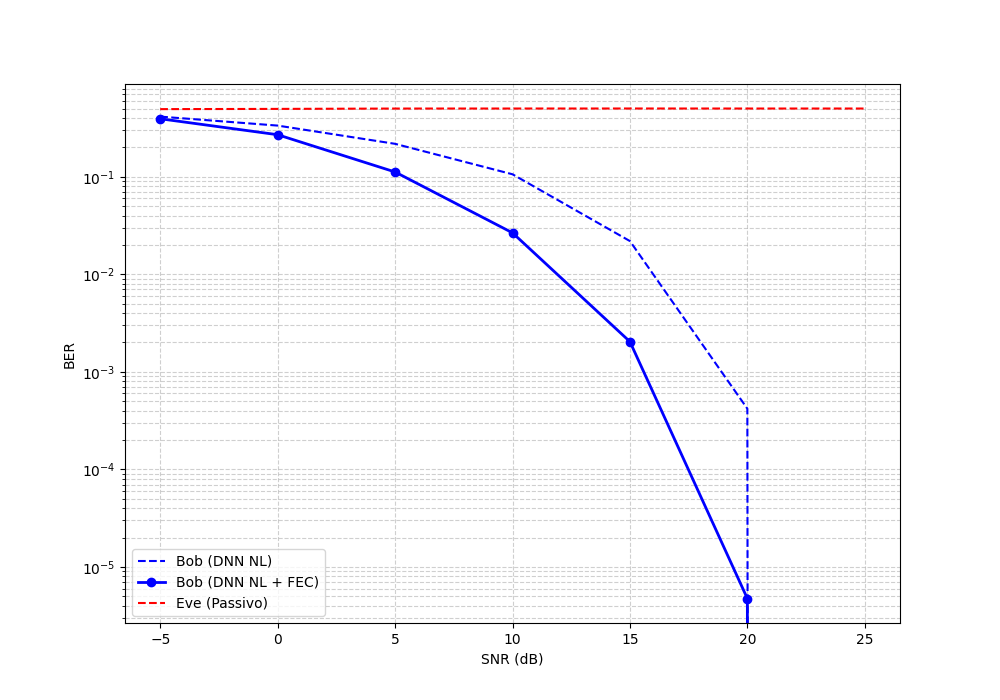 10⁻¹
10⁻²
10⁻³
10⁻⁴
10⁻⁵
BER
Bob (DNN NL)
Bob (DNN NL + FEC)
Eve (Passivo)
−5 0 5 10 15 20 25
SNR (dB)